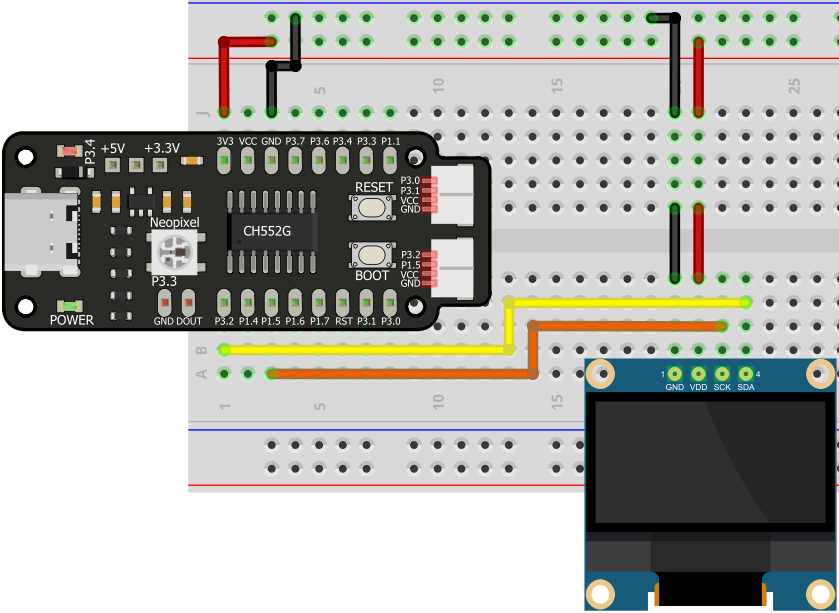 5
10
15
25
J
P3.4
+5V
+3.3V
3V3 VCC GND P3.7 P3.6 P3.4 P3.3 P1.1
P3.0
P3.1
VCC
GND
RESET
Neopixel
CH552G
P3.3
BOOT
P3.2
P1.5
VCC
GND
POWER
GND DOUT P3.2 P1.4 P1.5 P1.6 P1.7 RST P3.1 P3.0
B
A
1
5
10
15
1 4
GND VDD SCK SDA